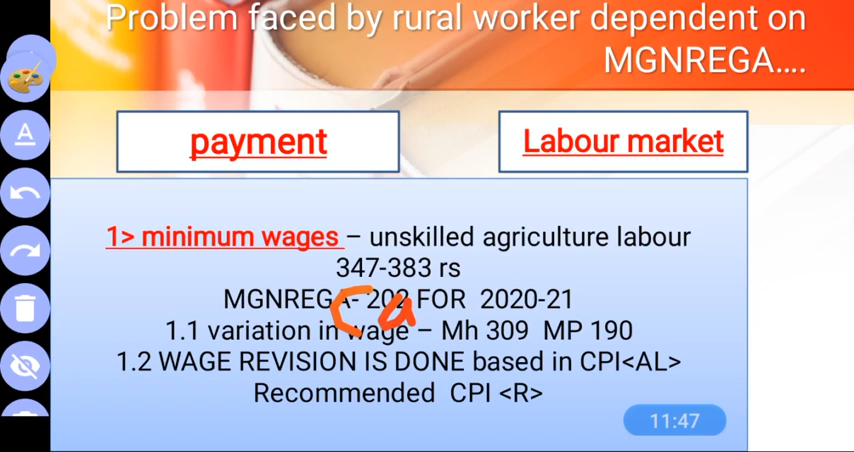 Problem faced by rural worker dependent on
MGNREGA....
payment
Labour market
1> minimum wages – unskilled agriculture labour
347-383 rs
MGNREGA- 202 FOR 2020-21
1.1 variation in wage – Mh 309 MP 190
1.2 WAGE REVISION IS DONE based in CPI<AL>
Recommended CPI <R>
Ca
A
11:47